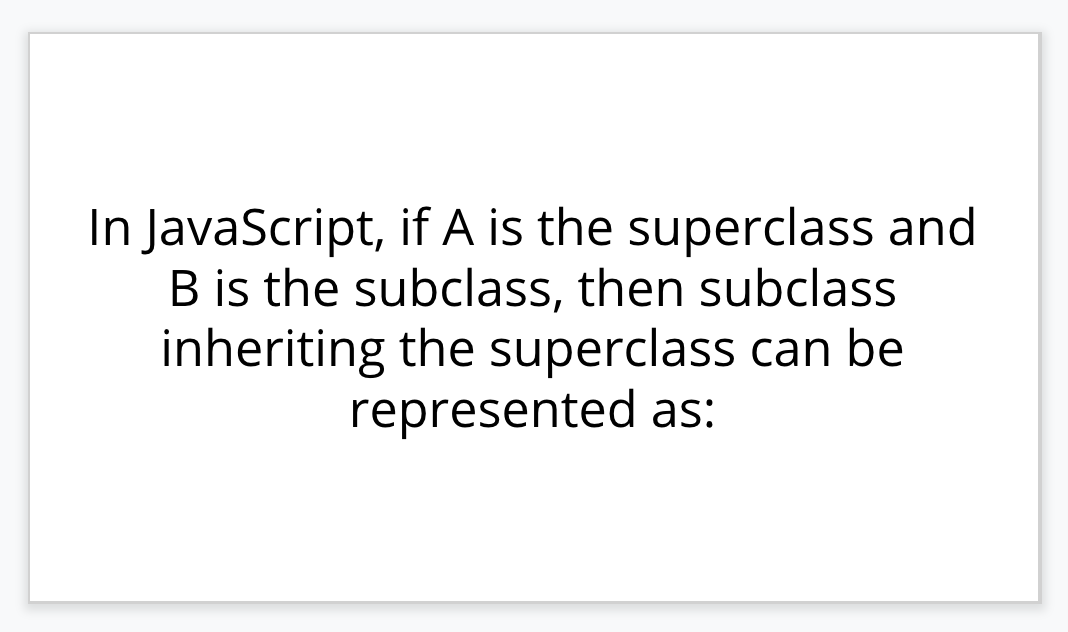 In JavaScript, if A is the superclass and
B is the subclass, then subclass
inheriting the superclass can be
represented as: